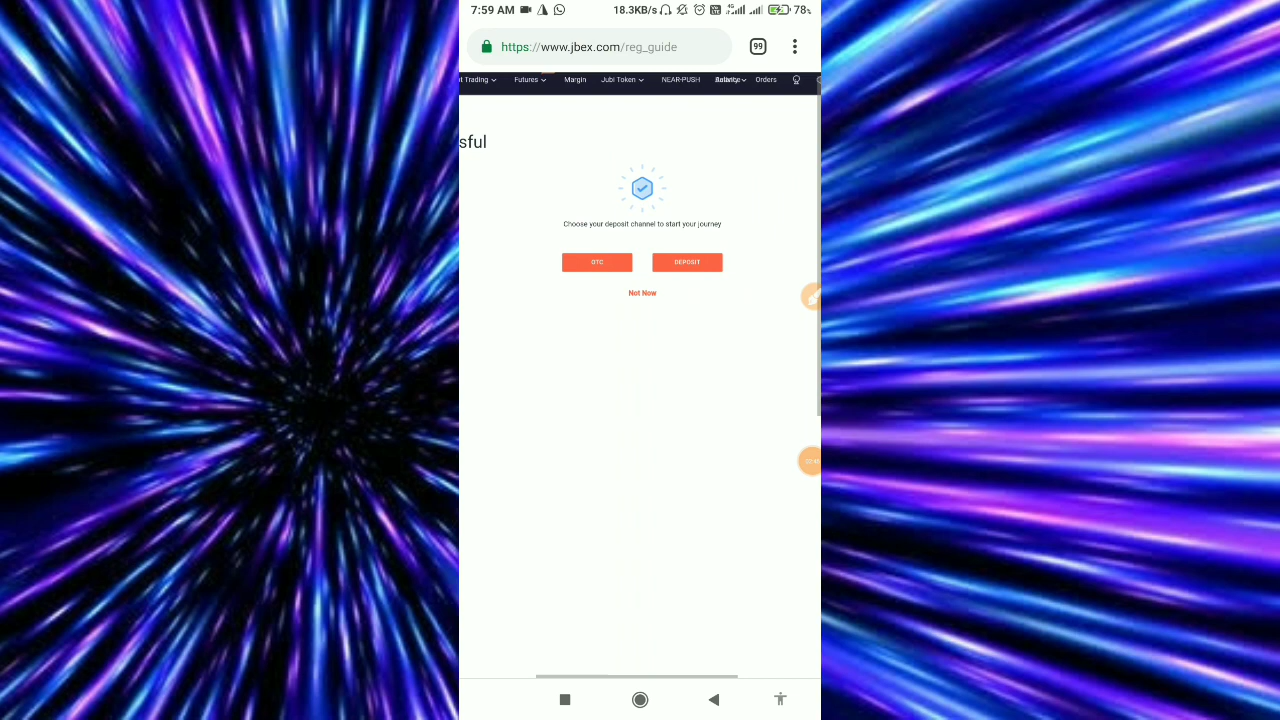 7:59 AM 18.3KB/s 4G 78%
https://www.jbex.com/reg_guide 99
t Trading Futures Margin Jubi Token NEAR-PUSH Orders
sful
Choose your deposit channel to start your journey
OTC DEPOSIT
Not Now